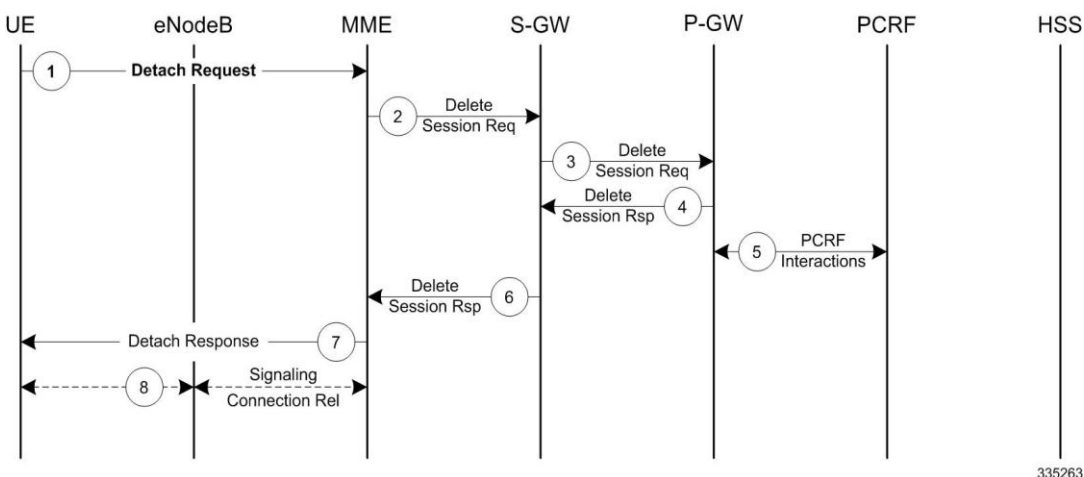 UE eNodeB MME S-GW P-GW PCRF HSS
1 Detach Request
2 Delete
Session Req
3 Delete
Session Req
Delete
Session Rsp 4
5 PCRF
Interactions
Delete
Session Rsp 6
Detach Response 7
8 Signaling
Connection Rel
335263